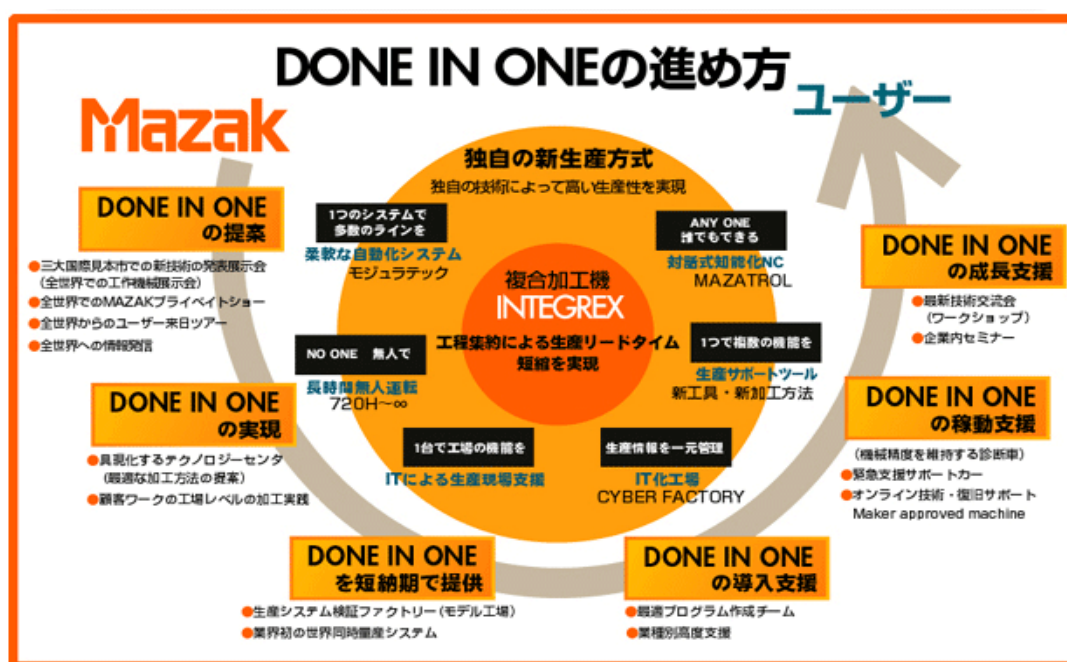 DONE IN ONEの進め方
Mazak
ユーザー
独自の新生産方式
独自の技術によって高い生産性を実現
1つのシステムで
多数のラインを
柔軟な自動化システム
モジュラテック
ANY ONE
誰でもできる
対話式知能化NC
MAZATROL
複合加工機
INTEGREX
工程集約による生産リードタイム
短縮を実現
NO ONE 無人で
長時間無人運転
720H～∞
1つで複数の機能を
生産サポートツール
新工具・新加工方法
1台で工場の機能を
ITによる生産現場支援
生産情報を一元管理
IT化工場
CYBER FACTORY
DONE IN ONE
の提案
●三大国際見本市での新技術の発表展示会
(全世界での工作機械展示会)
●全世界でのMAZAKプライベイトショー
●全世界からのユーザー来日ツアー
●全世界への情報発信
DONE IN ONE
の実現
●具現化するテクノロジーセンタ
(最適な加工方法の提案)
●顧客ワークの工場レベルの加工実践
DONE IN ONE
を短納期で提供
●生産システム検証ファクトリー(モデル工場)
●業界初の世界同時量産システム
DONE IN ONE
の導入支援
●最適プログラム作成チーム
●業種別高度支援
DONE IN ONE
の稼動支援
(機械精度を維持する診断車)
●緊急支援サポートカー
●オンライン技術・復旧サポート
Maker approved machine
DONE IN ONE
の成長支援
●最新技術交流会
(ワークショップ)
●企業内セミナー